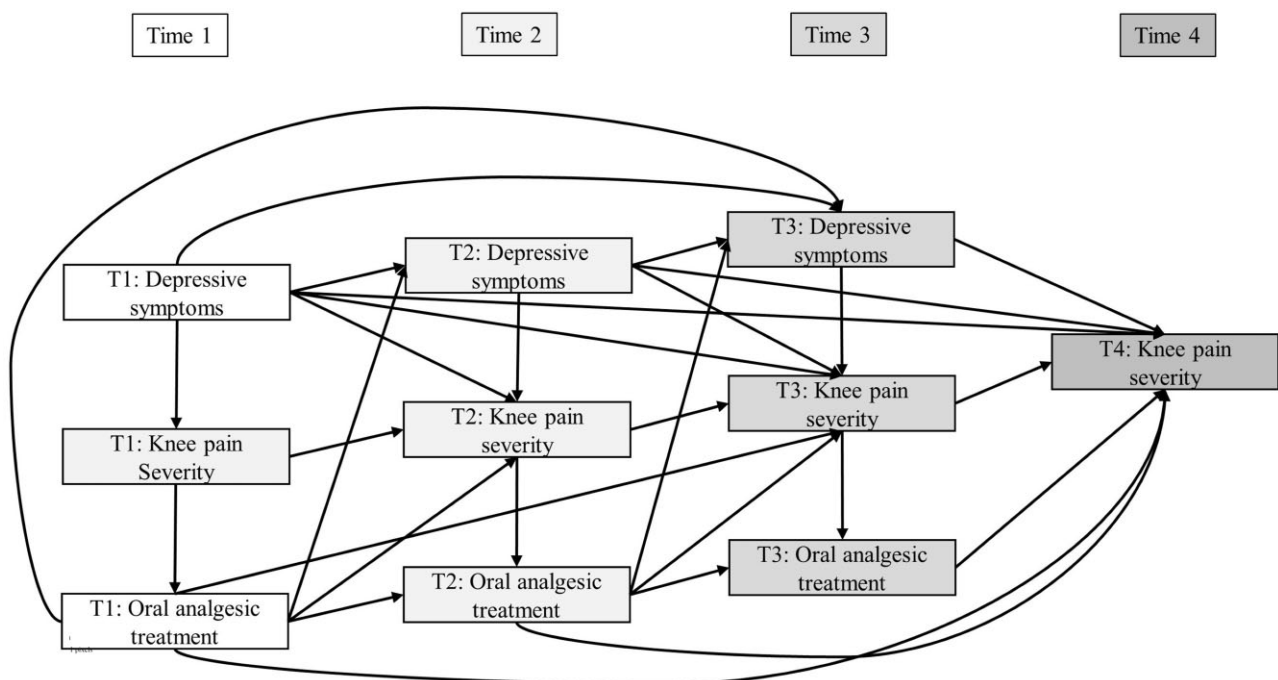 Time 1
Time 2
Time 3
Time 4
T3: Depressive
symptoms
T2: Depressive
symptoms
T1: Depressive
symptoms
T4: Knee pain
severity
T3: Knee pain
severity
T2: Knee pain
severity
T1: Knee pain
Severity
T3: Oral analgesic
treatment
T2: Oral analgesic
treatment
T1: Oral analgesic
treatment
pixels